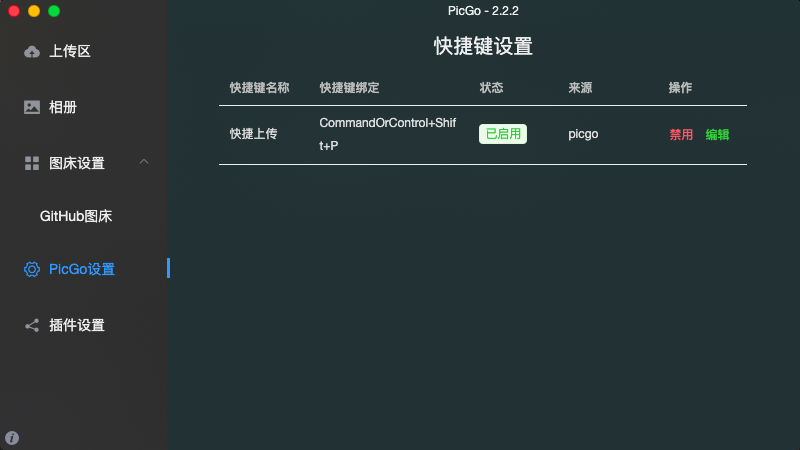 PicGo - 2.2.2
上传区
相册
图床设置
GitHub图床
PicGo设置
插件设置
快捷键设置
快捷键名称 快捷键绑定 状态 来源 操作
快捷上传 CommandOrControl+Shif 已启用 picgo 禁用 编辑
t+P